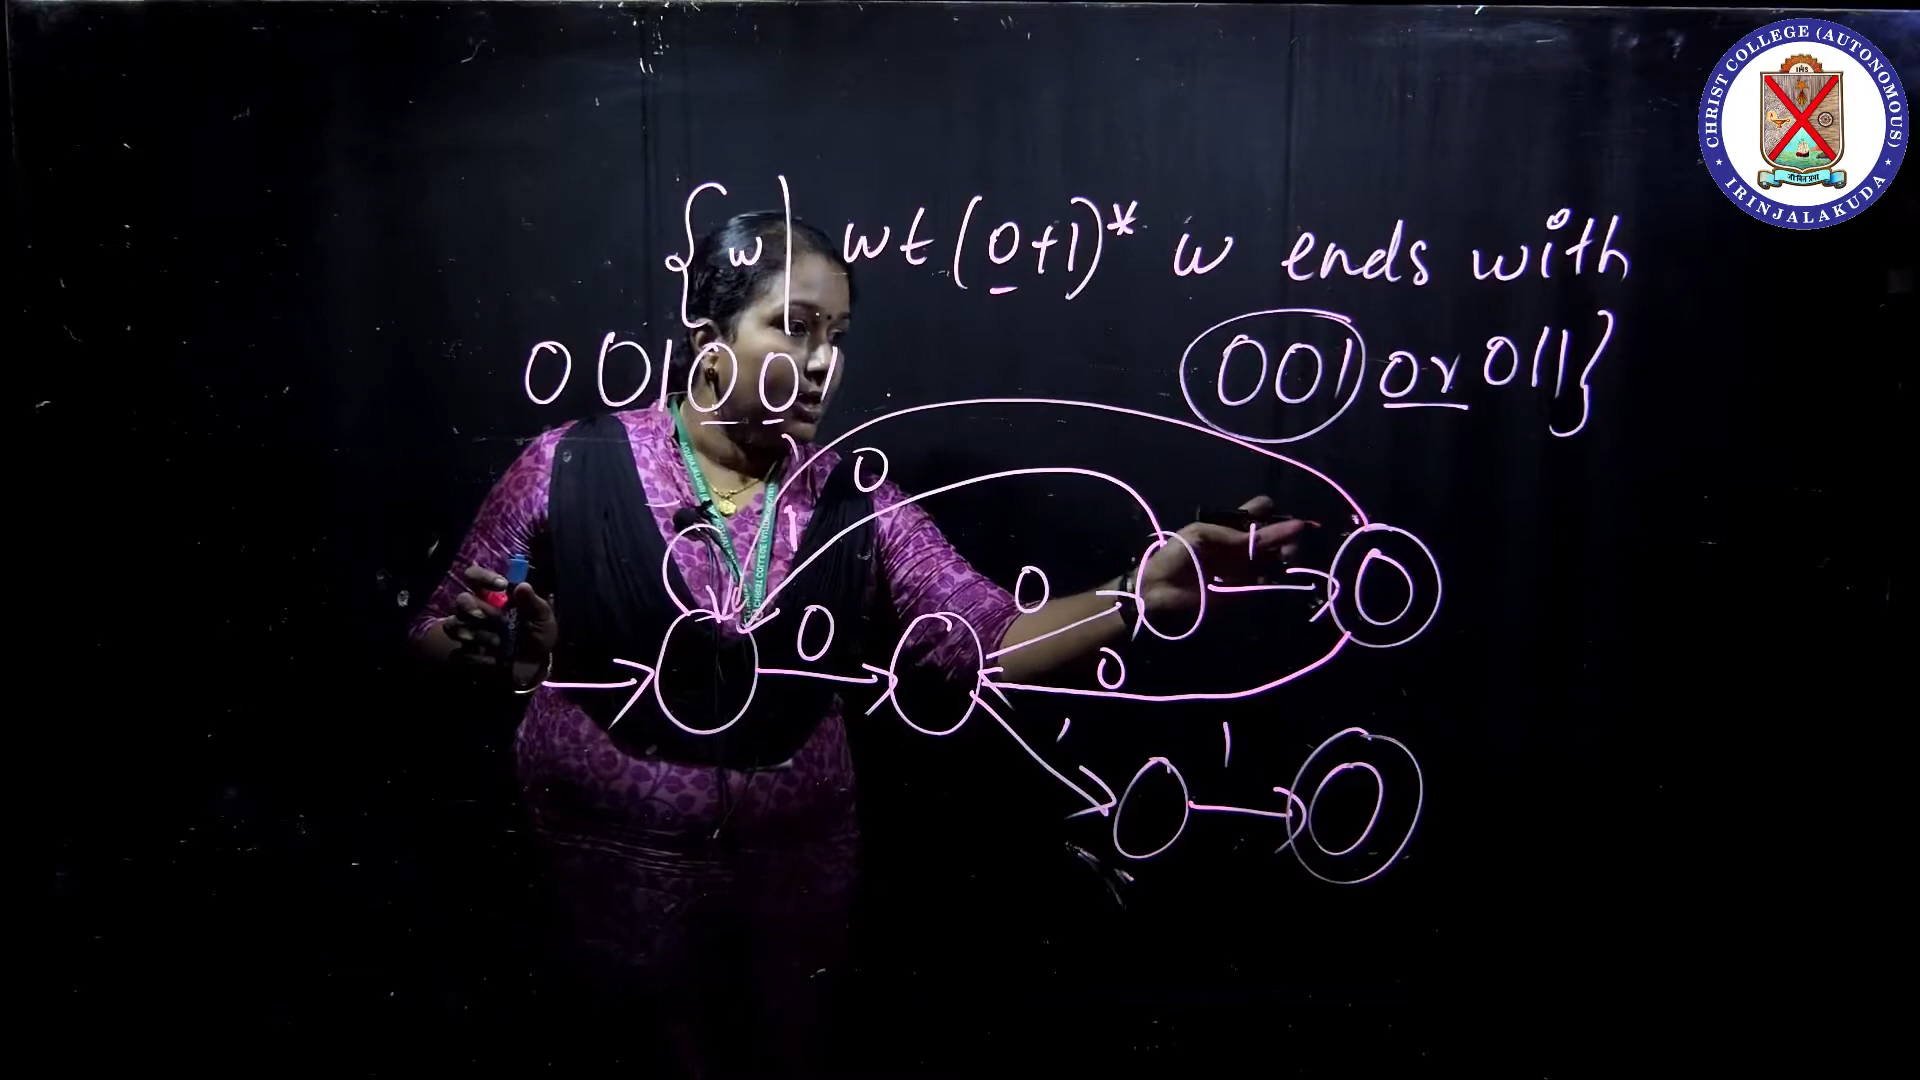 CHRIST COLLEGE (AUTONOMOUS)
IRINJALAKUDA
{ w | w ϵ (0+1)* w ends with
001001
001 or 011}
1
0
1
0
1
0
0
1
1